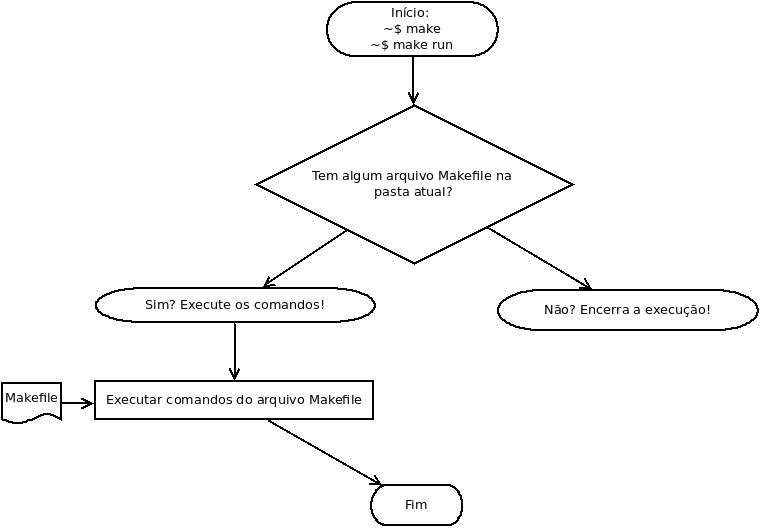 Início:
~$ make
~$ make run
Tem algum arquivo Makefile na
pasta atual?
Sim? Execute os comandos!
Não? Encerra a execução!
Makefile
Executar comandos do arquivo Makefile
Fim